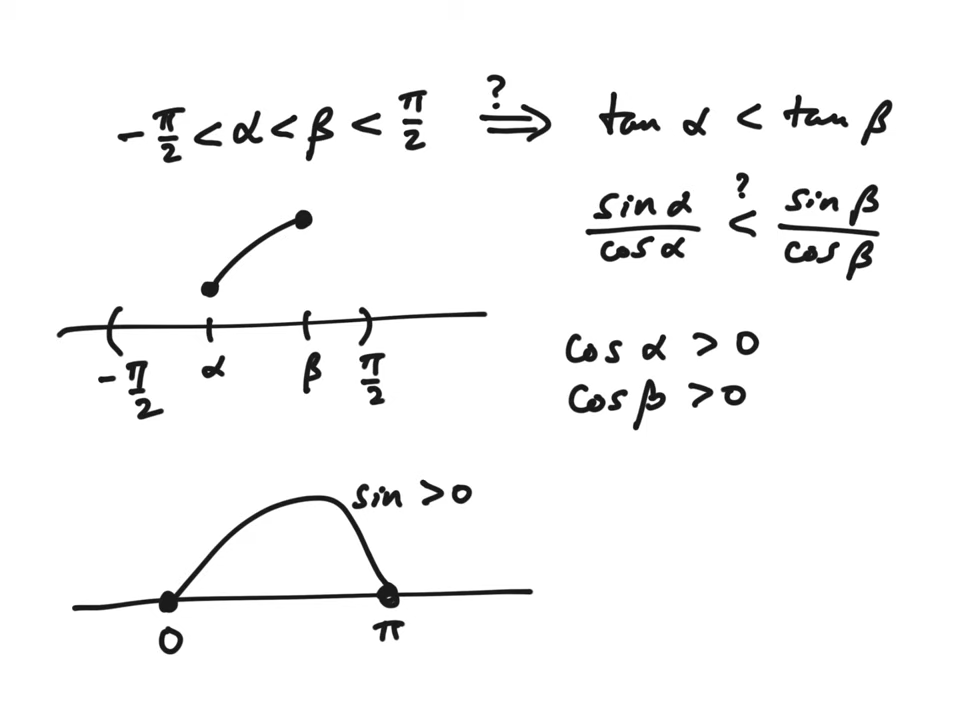 -π/2 < α < β < π/2 ?⟹ tan α < tan β
sin α / cos α ?< sin β / cos β
cos α > 0
cos β > 0
-π/2 α β π/2
sin > 0
0 π